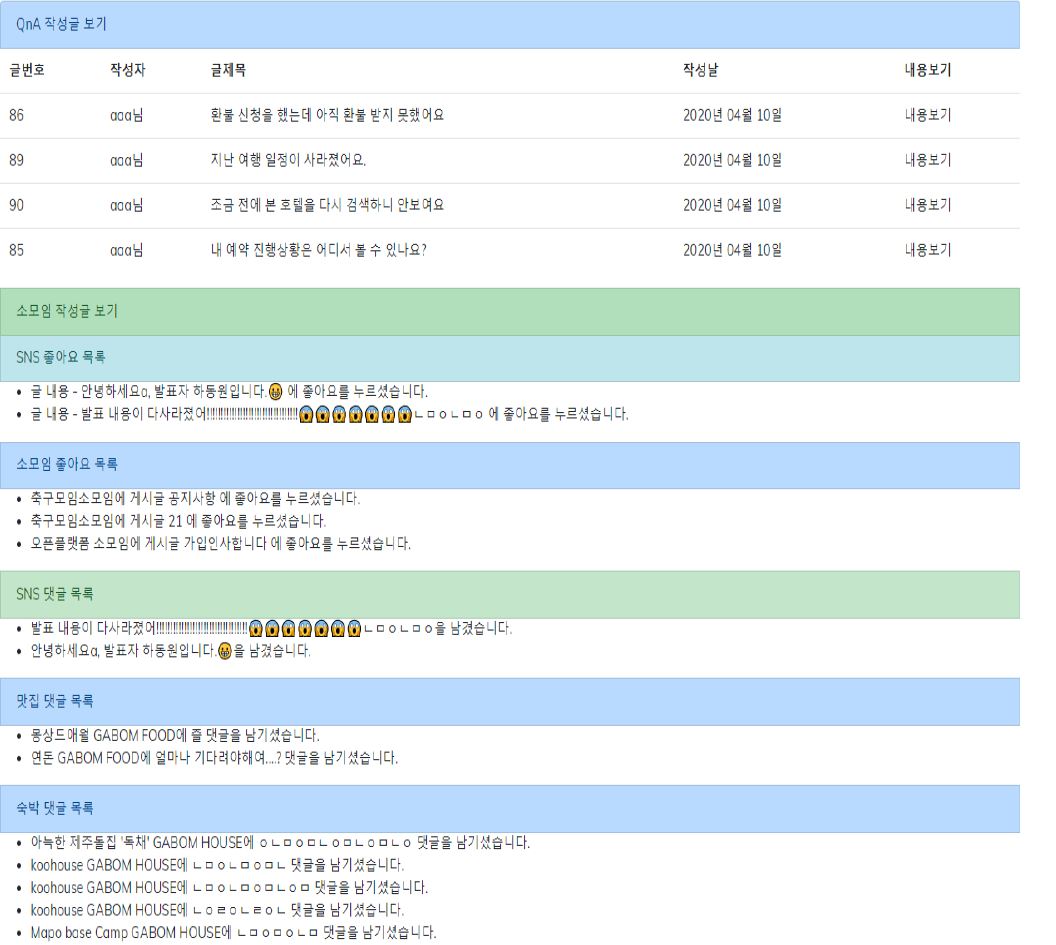 QnA 작성글 보기
글번호 작성자 글제목 작성날 내용보기
86 aaa님 환불 신청을 했는데 아직 환불 받지 못했어요 2020년 04월 10일 내용보기
89 aaa님 지난 여행 일정이 사라졌어요. 2020년 04월 10일 내용보기
90 aaa님 조금 전에 본 호텔을 다시 검색하니 안보여요 2020년 04월 10일 내용보기
85 aaa님 내 예약 진행상황은 어디서 볼 수 있나요? 2020년 04월 10일 내용보기
소모임 작성글 보기
SNS 좋아요 목록
• 글 내용 - 안녕하세요a, 발표자 하동원입니다.😀 에 좋아요를 누르셨습니다.
• 글 내용 - 발표 내용이 다사라졌어!!!!!!!!!!!!!!!!!!!!!!!!!!!!!!😱😱😱😱😱😱😱ㄴㅁㅇㄴㅁㅇ 에 좋아요를 누르셨습니다.
소모임 좋아요 목록
• 축구모임소모임에 게시글 공지사항 에 좋아요를 누르셨습니다.
• 축구모임소모임에 게시글 21 에 좋아요를 누르셨습니다.
• 오픈플랫폼 소모임에 게시글 가입인사합니다 에 좋아요를 누르셨습니다.
SNS 댓글 목록
• 발표 내용이 다사라졌어!!!!!!!!!!!!!!!!!!!!!!!!!!!!!!😱😱😱😱😱😱😱ㄴㅁㅇㄴㅁㅇ을 남겼습니다.
• 안녕하세요a, 발표자 하동원입니다.😀을 남겼습니다.
맛집 댓글 목록
• 몽상드애월 GABOM FOOD에 즐 댓글을 남기셨습니다.
• 연돈 GABOM FOOD에 얼마나 기다려야해여....? 댓글을 남기셨습니다.
숙박 댓글 목록
• 아늑한 제주돌집 '독채' GABOM HOUSE에 ㅇㄴㅁㅇㅁㄴㅇㅁㄴㅇㅁㄴㅇ 댓글을 남기셨습니다.
• koohouse GABOM HOUSE에 ㄴㅁㅇㄴㅁㅇㅁㄴ 댓글을 남기셨습니다.
• koohouse GABOM HOUSE에 ㄴㅁㅇㄴㅁㅇㅁㄴㅇㅁ 댓글을 남기셨습니다.
• koohouse GABOM HOUSE에 ㄴㅇㄹㅇㄴㄹㅇㄴ 댓글을 남기셨습니다.
• Mapo base Camp GABOM HOUSE에 ㄴㅁㅇㅁㅇㄴㅁ 댓글을 남기셨습니다.